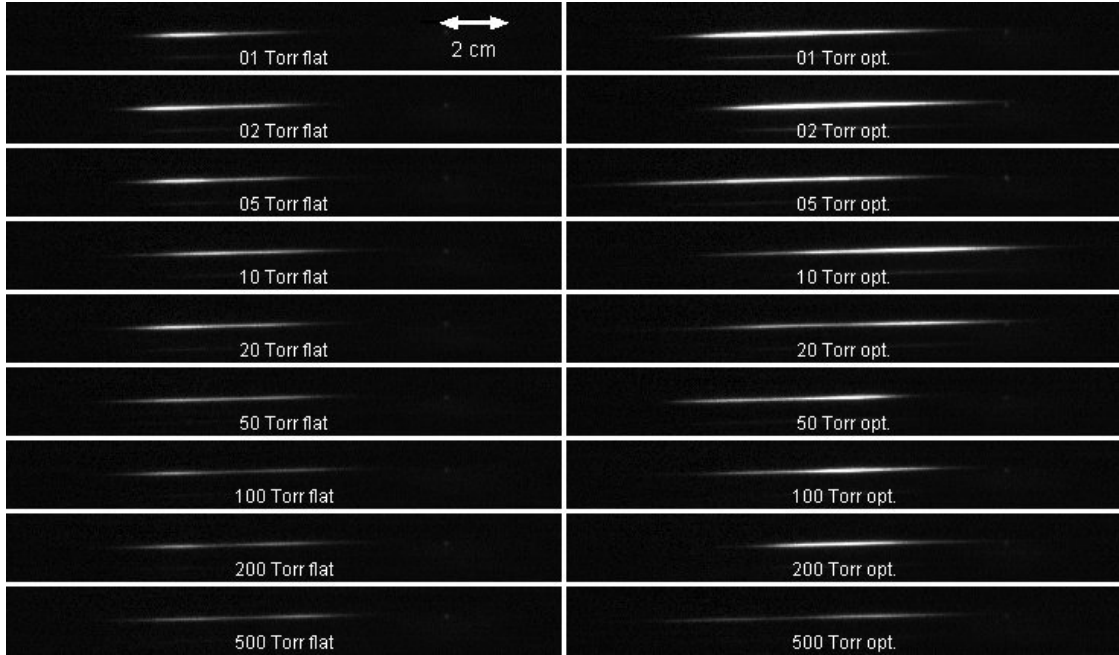 2 cm
01 Torr flat
01 Torr opt.
02 Torr flat
02 Torr opt.
05 Torr flat
05 Torr opt.
10 Torr flat
10 Torr opt.
20 Torr flat
20 Torr opt.
50 Torr flat
50 Torr opt.
100 Torr flat
100 Torr opt.
200 Torr flat
200 Torr opt.
500 Torr flat
500 Torr opt.